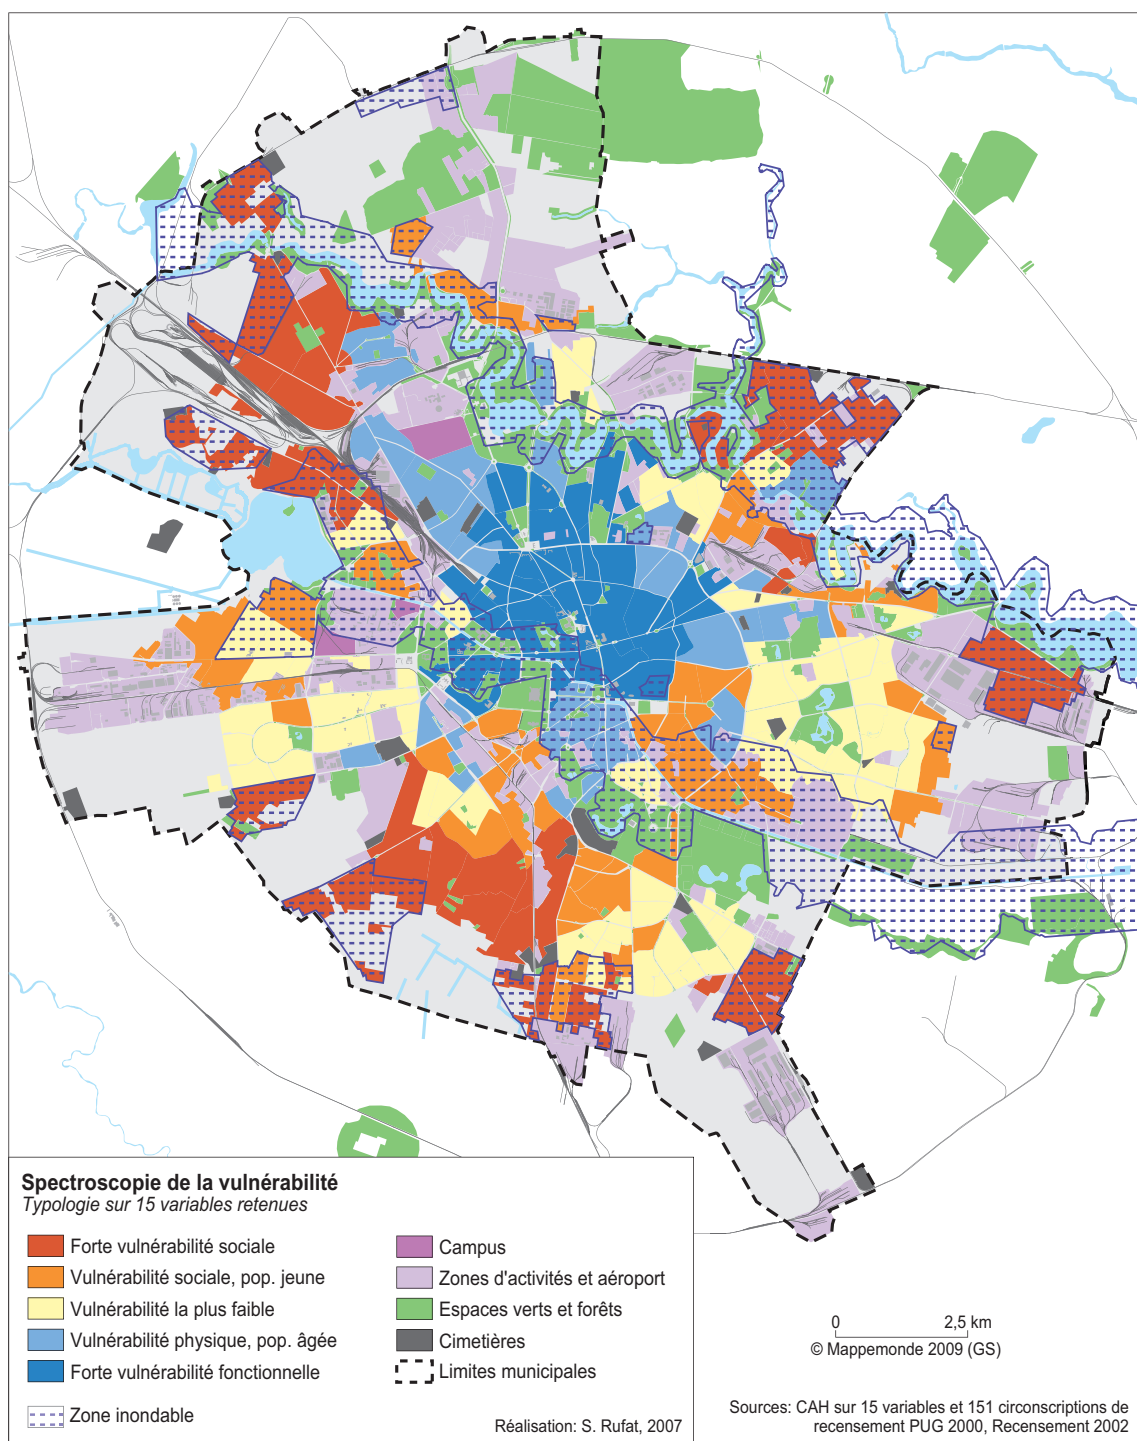 Spectroscopie de la vulnérabilité
Typologie sur 15 variables retenues
Forte vulnérabilité sociale
Vulnérabilité sociale, pop. jeune
Vulnérabilité la plus faible
Vulnérabilité physique, pop. âgée
Forte vulnérabilité fonctionnelle
Zone inondable
Campus
Zones d'activités et aéroport
Espaces verts et forêts
Cimetières
Limites municipales
Réalisation: S. Rufat, 2007
0 2,5 km
© Mappemonde 2009 (GS)
Sources: CAH sur 15 variables et 151 circonscriptions de
recensement PUG 2000, Recensement 2002